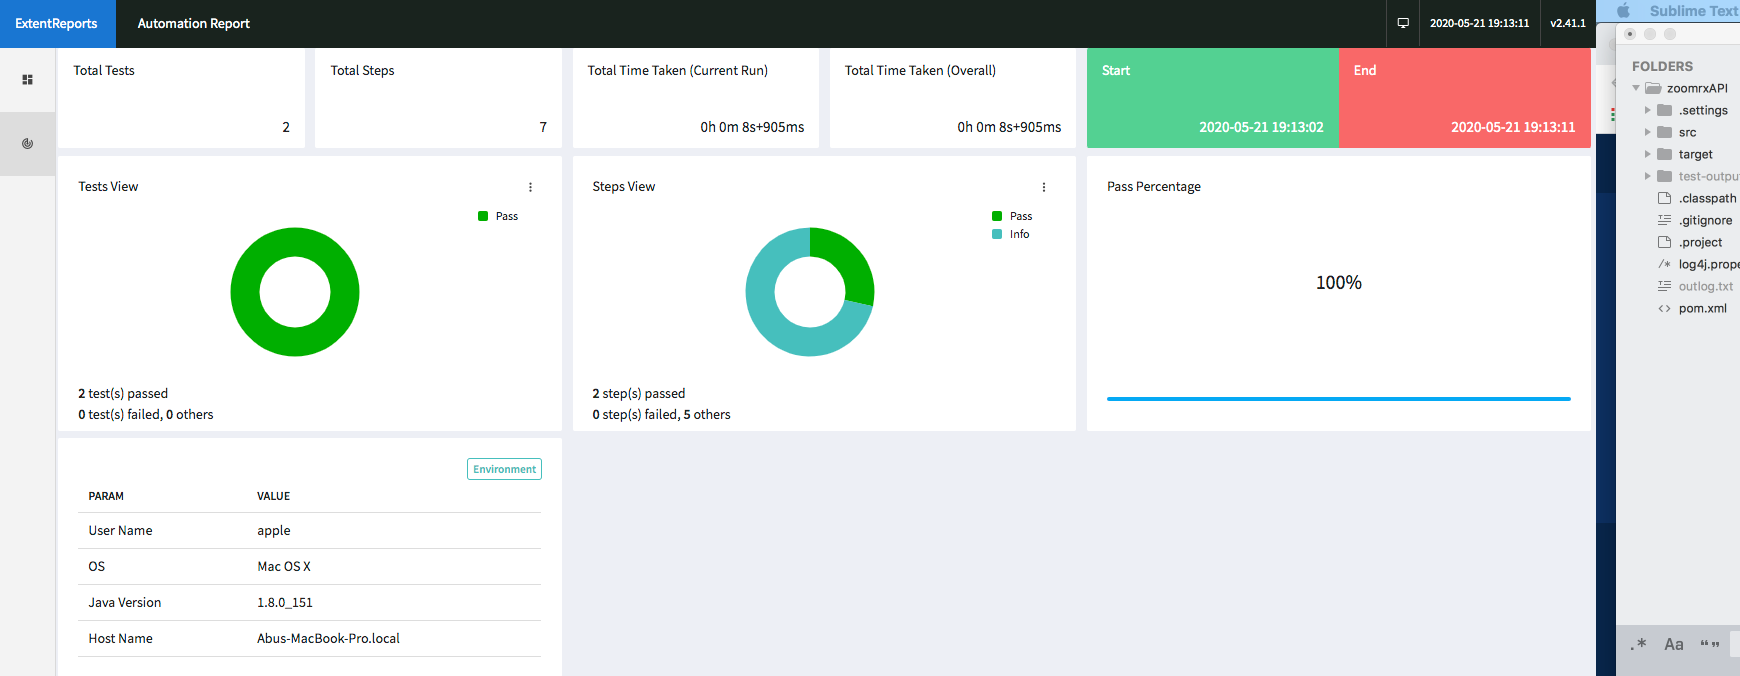 ExtentReports Automation Report 2020-05-21 19:13:11 v2.41.1
Total Tests
2
Total Steps
7
Total Time Taken (Current Run)
0h 0m 8s+905ms
Total Time Taken (Overall)
0h 0m 8s+905ms
Start
2020-05-21 19:13:02
End
2020-05-21 19:13:11
Tests View
Pass
2 test(s) passed
0 test(s) failed, 0 others
Steps View
Pass
Info
2 step(s) passed
0 step(s) failed, 5 others
Pass Percentage
100%
Environment
PARAM VALUE
User Name apple
OS Mac OS X
Java Version 1.8.0_151
Host Name Abus-MacBook-Pro.local
Sublime Text
FOLDERS
zoomrxAPI
.settings
src
target
test-outpu
.classpath
.gitignore
.project
/* log4j.prope
outlog.txt
<> pom.xml
.* Aa “”